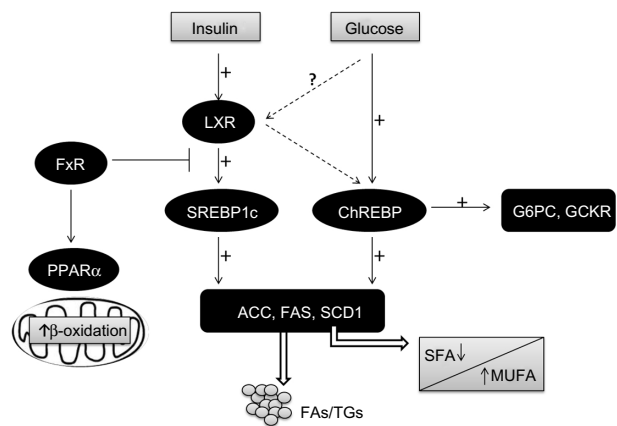 Insulin
Glucose
+
?
LXR
+
+
FxR
SREBP1c
ChREBP
+
G6PC, GCKR
PPARα
+
+
↑β-oxidation
ACC, FAS, SCD1
SFA↓
↑MUFA
FAs/TGs